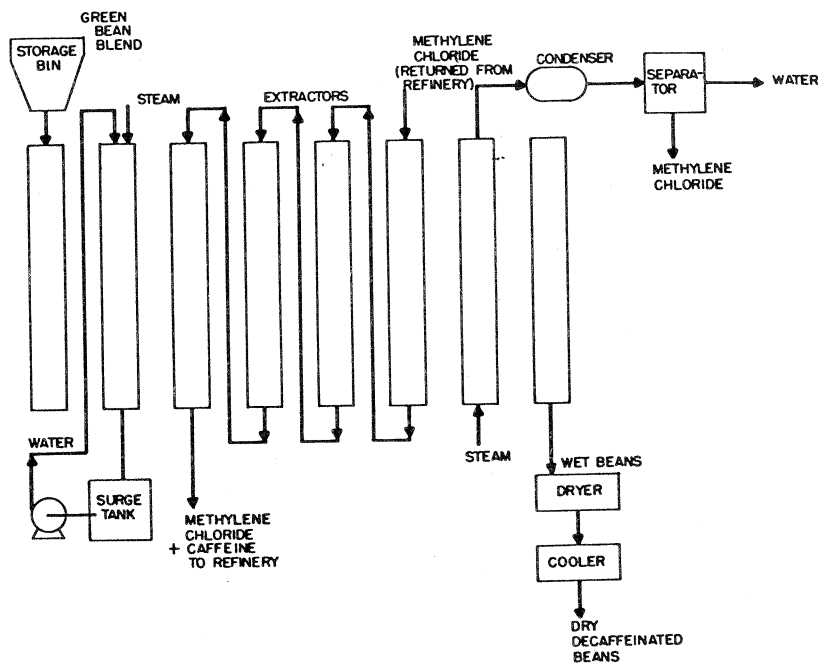 GREEN
BEAN
BLEND
STORAGE
BIN
STEAM
EXTRACTORS
METHYLENE
CHLORIDE
(RETURNED FROM
REFINERY)
CONDENSER
SEPARA-
TOR
WATER
METHYLENE
CHLORIDE
WATER
SURGE
TANK
METHYLENE
CHLORIDE
+ CAFFEINE
TO REFINERY
STEAM
WET BEANS
DRYER
COOLER
DRY
DECAFFEINATED
BEANS